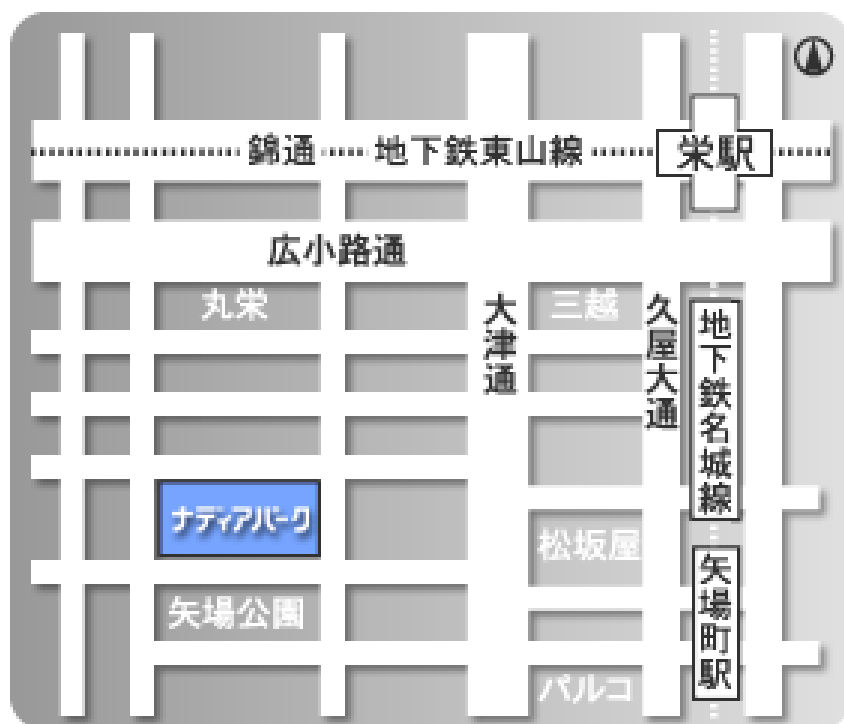 錦通
地下鉄東山線
栄駅
広小路通
丸栄
大津通
三越
久屋大通
地下鉄名城線
ナディアパーク
松坂屋
矢場公園
矢場町駅
パルコ